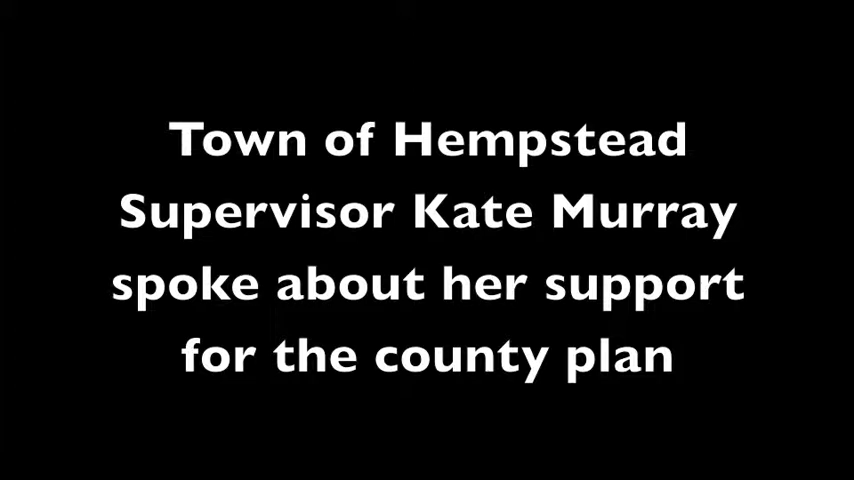 Town of Hempstead
Supervisor Kate Murray
spoke about her support
for the county plan